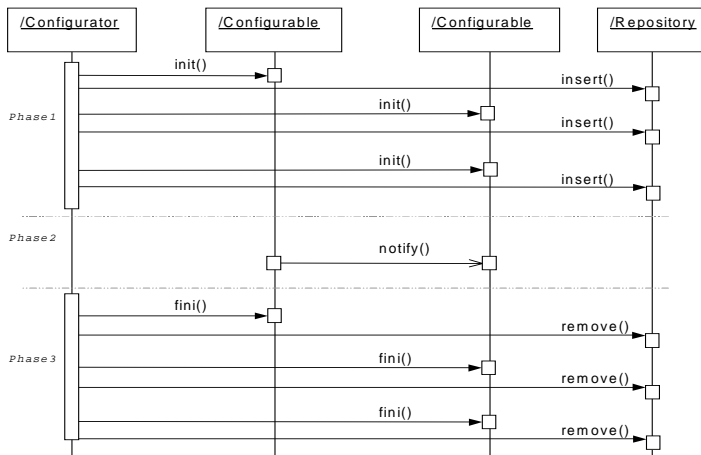 /Configurator
/Configurable
/Configurable
/Repository
init()
insert()
init()
Phase1
insert()
init()
insert()
Phase2
notify()
fini()
remove()
Phase3
fini()
remove()
fini()
remove()